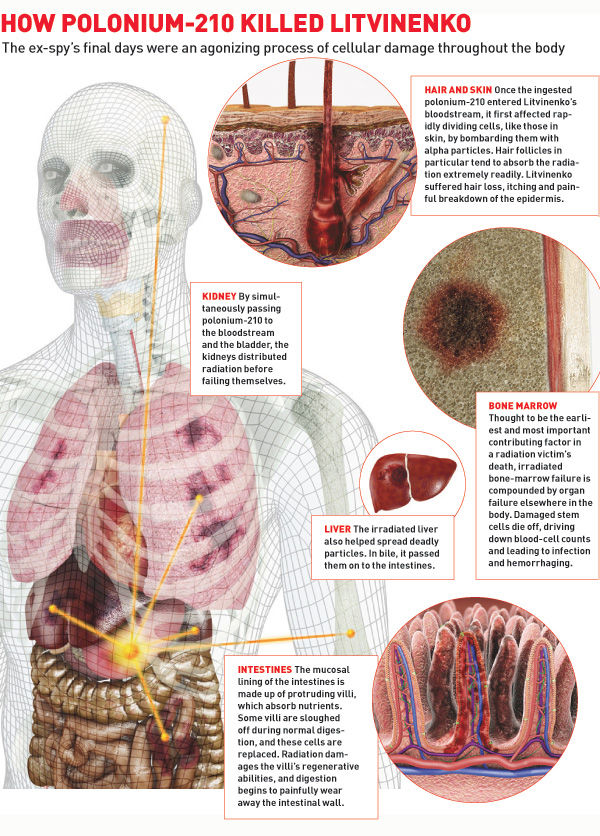 HOW POLONIUM-210 KILLED LITVINENKO
The ex-spy's final days were an agonizing process of cellular damage throughout the body
HAIR AND SKIN Once the ingested
polonium-210 entered Litvinenko's
bloodstream, it first affected rap-
idly dividing cells, like those in
skin, by bombarding them with
alpha particles. Hair follicles in
particular tend to absorb the radia-
tion extremely readily. Litvinenko
suffered hair loss, itching and pain-
ful breakdown of the epidermis.
KIDNEY By simul-
taneously passing
polonium-210 to
the bloodstream
and the bladder, the
kidneys distributed
radiation before
failing themselves.
BONE MARROW
Thought to be the earli-
est and most important
contributing factor in
a radiation victim's
death, irradiated
bone-marrow failure is
compounded by organ
failure elsewhere in the
body. Damaged stem
cells die off, driving
down blood-cell counts
and leading to infection
and hemorrhaging.
LIVER The irradiated liver
also helped spread deadly
particles. In bile, it passed
them on to the intestines.
INTESTINES The mucosal
lining of the intestines is
made up of protruding villi,
which absorb nutrients.
Some villi are sloughed
off during normal diges-
tion, and these cells are
replaced. Radiation dam-
ages the villi's regenerative
abilities, and digestion
begins to painfully wear
away the intestinal wall.